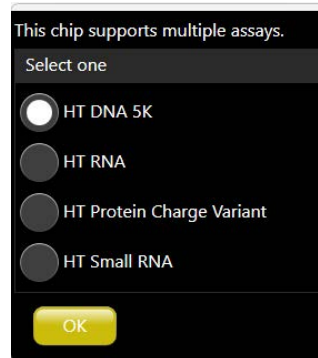 This chip supports multiple assays.
Select one
HT DNA 5K
HT RNA
HT Protein Charge Variant
HT Small RNA
OK